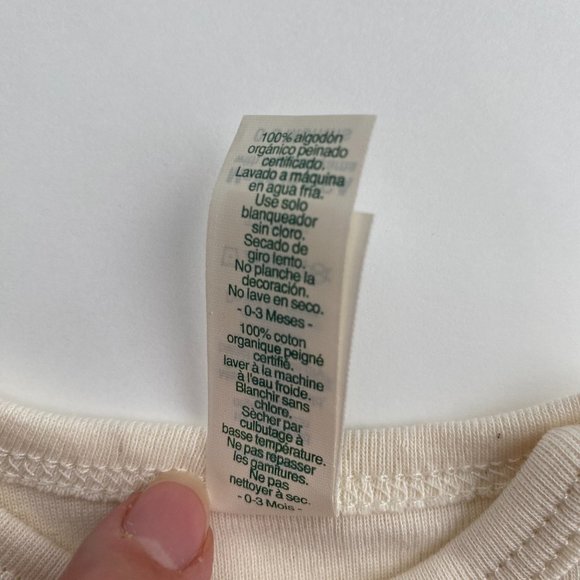 100% algodón
orgánico peinado
certificado.
Lavado a máquina
en agua fría.
Use solo
blanqueador
sin cloro.
Secado de
giro lento.
No planche la
decoración.
No lave en seco.
- 0-3 Meses -
100% coton
organique peigné
certifié.
laver à la machine
à l'eau froide.
Blanchir sans
chlore.
Sécher par
culbutage à
basse température.
Ne pas repasser
les garnitures.
Ne pas
nettoyer à sec.
- 0-3 Mois -